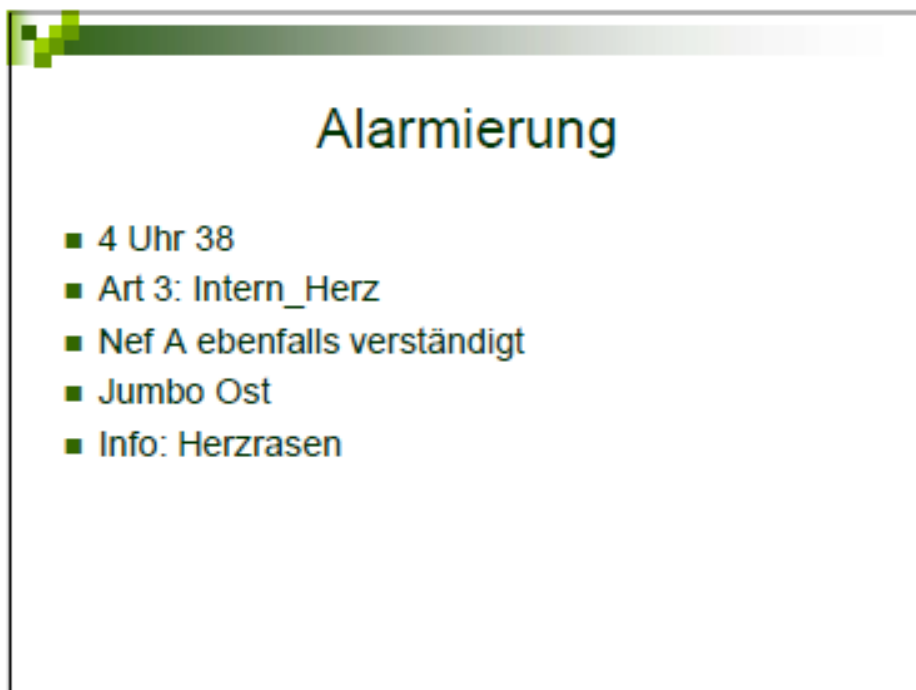 Alarmierung
4 Uhr 38
Art 3: Intern_Herz
Nef A ebenfalls verständigt
Jumbo Ost
Info: Herzrasen